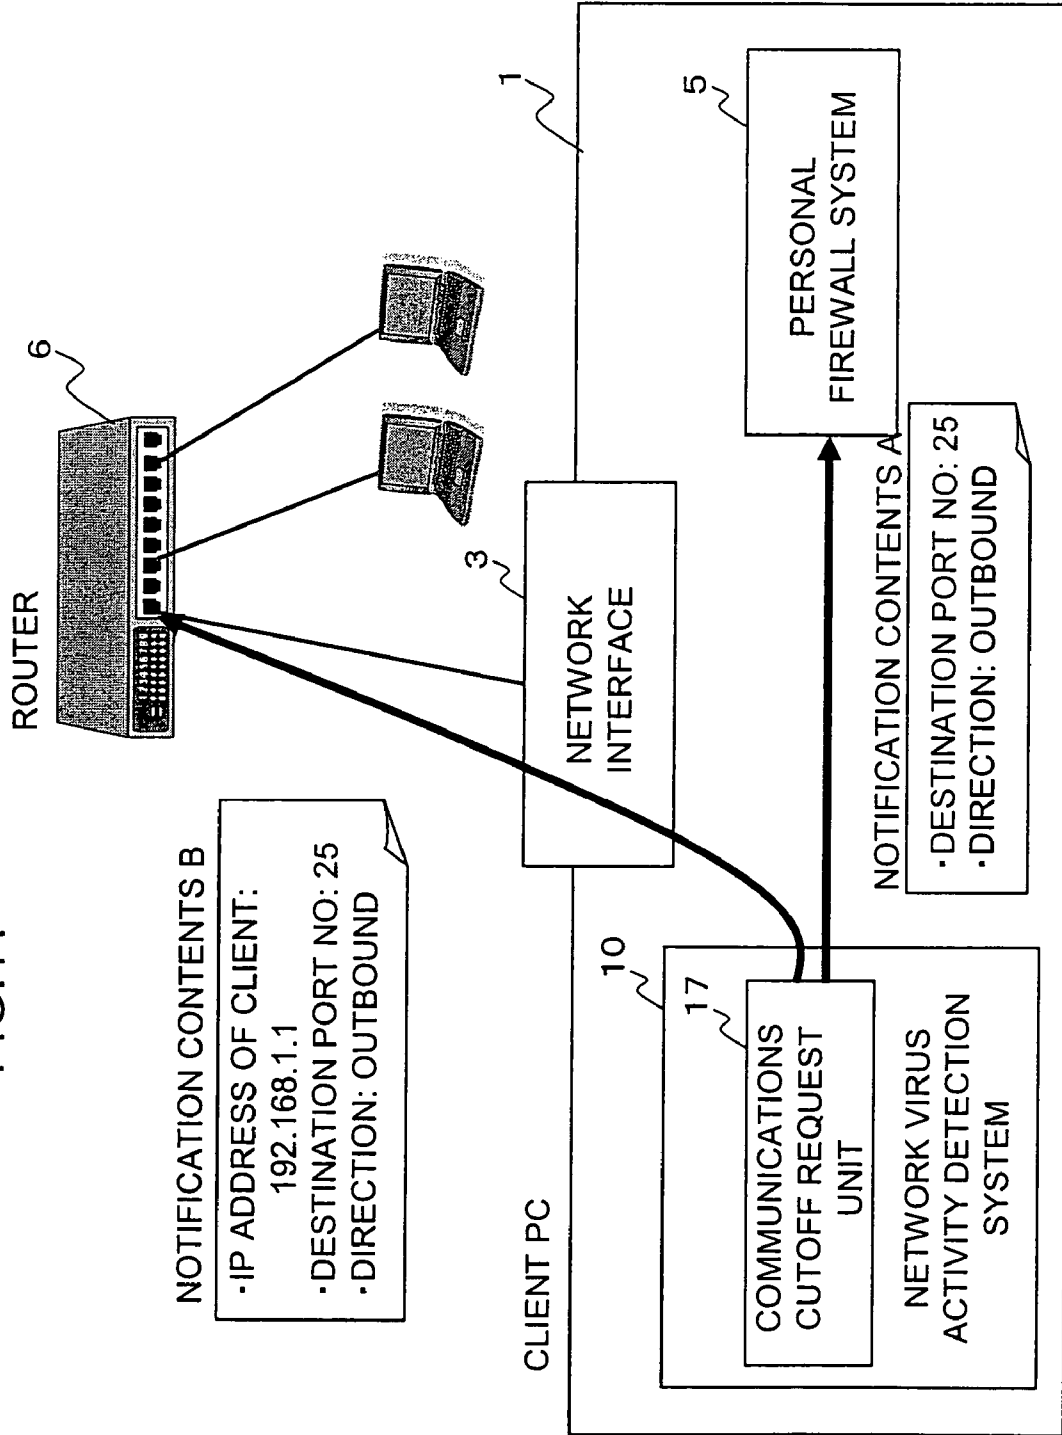 ROUTER
6
NOTIFICATION CONTENTS B
·IP ADDRESS OF CLIENT:
192.168.1.1
·DESTINATION PORT NO: 25
·DIRECTION: OUTBOUND
CLIENT PC
1
3
NETWORK
INTERFACE
5
PERSONAL
FIREWALL SYSTEM
NOTIFICATION CONTENTS A
·DESTINATION PORT NO: 25
·DIRECTION: OUTBOUND
10
17
COMMUNICATIONS
CUTOFF REQUEST
UNIT
NETWORK VIRUS
ACTIVITY DETECTION
SYSTEM